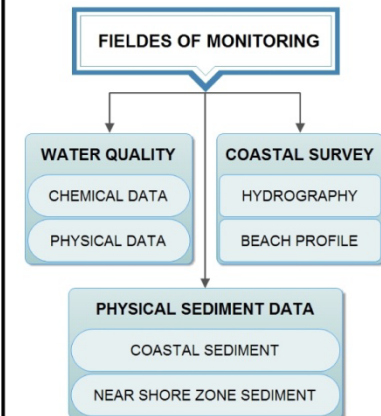 FIELDES OF MONITORING
WATER QUALITY
CHEMICAL DATA
PHYSICAL DATA
COASTAL SURVEY
HYDROGRAPHY
BEACH PROFILE
PHYSICAL SEDIMENT DATA
COASTAL SEDIMENT
NEAR SHORE ZONE SEDIMENT